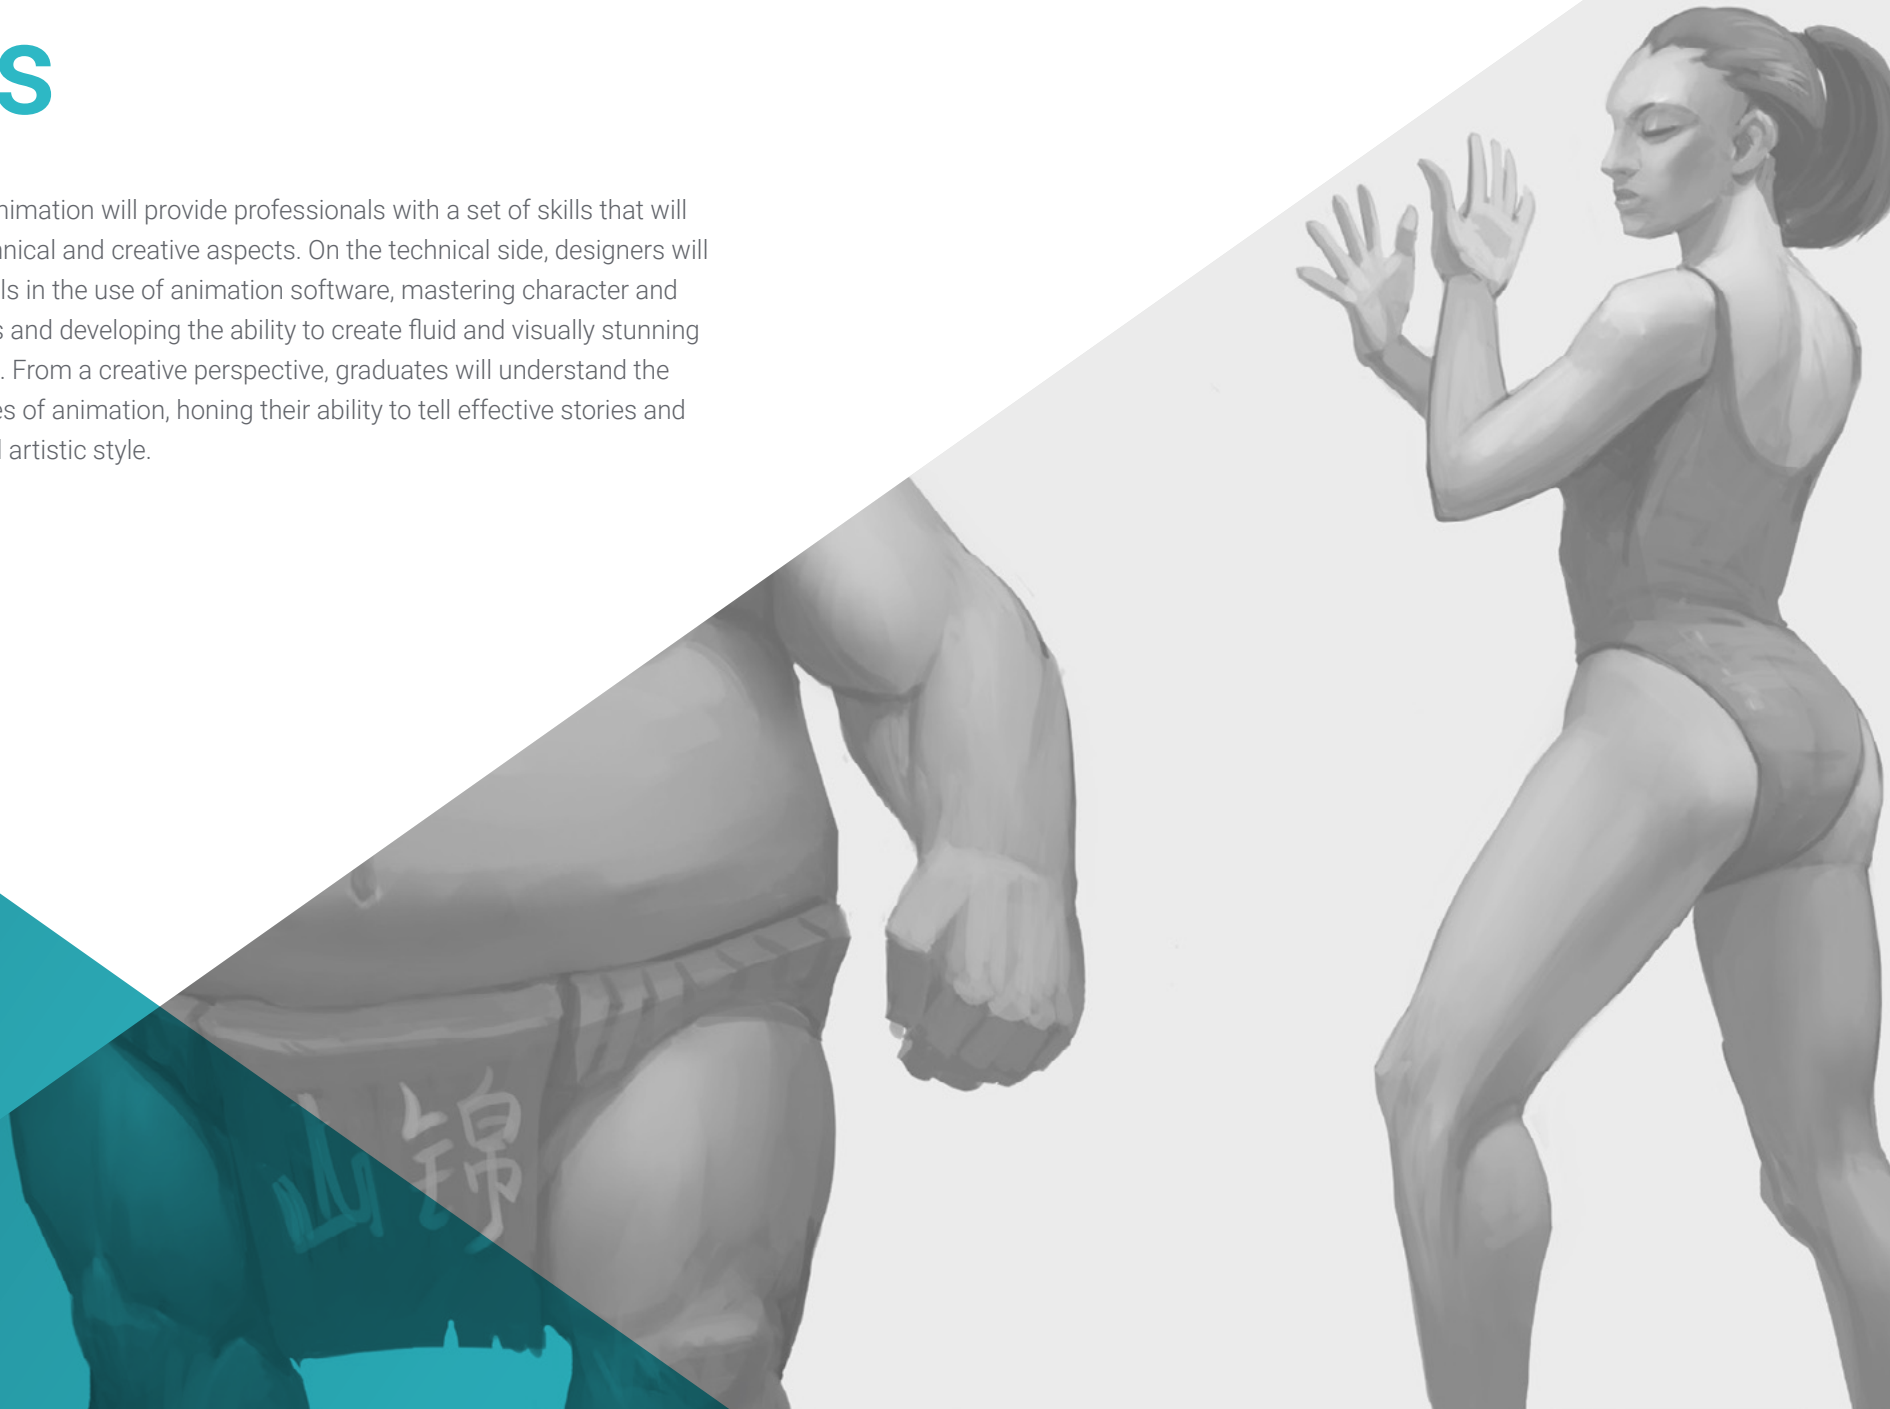 s
nimation will provide professionals with a set of skills that will
nnical and creative aspects. On the technical side, designers will
ls in the use of animation software, mastering character and
s and developing the ability to create fluid and visually stunning
. From a creative perspective, graduates will understand the
es of animation, honing their ability to tell effective stories and
l artistic style.
山锦